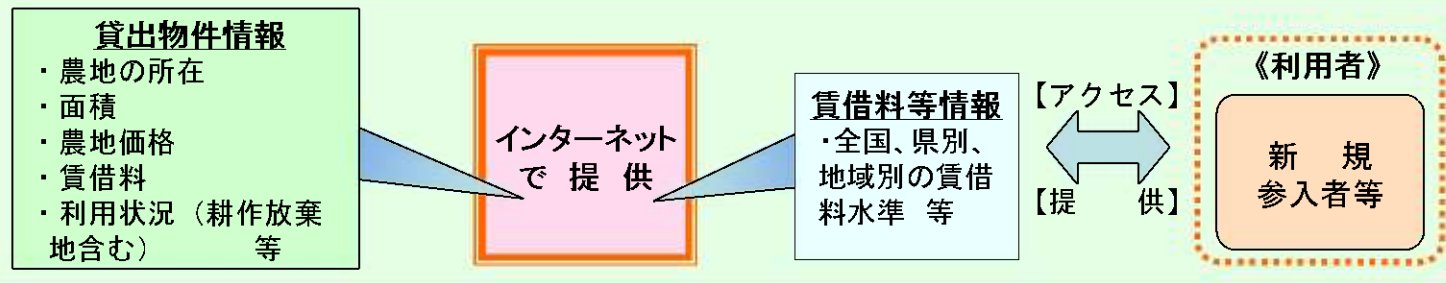 貸出物件情報
・農地の所在
・面積
・農地価格
・賃借料
・利用状況（耕作放棄
地含む） 等
インターネット
で 提 供
賃借料等情報
・全国、県別、
地域別の賃借
料水準 等
【アクセス】
【提 供】
《利用者》
新 規
参入者等